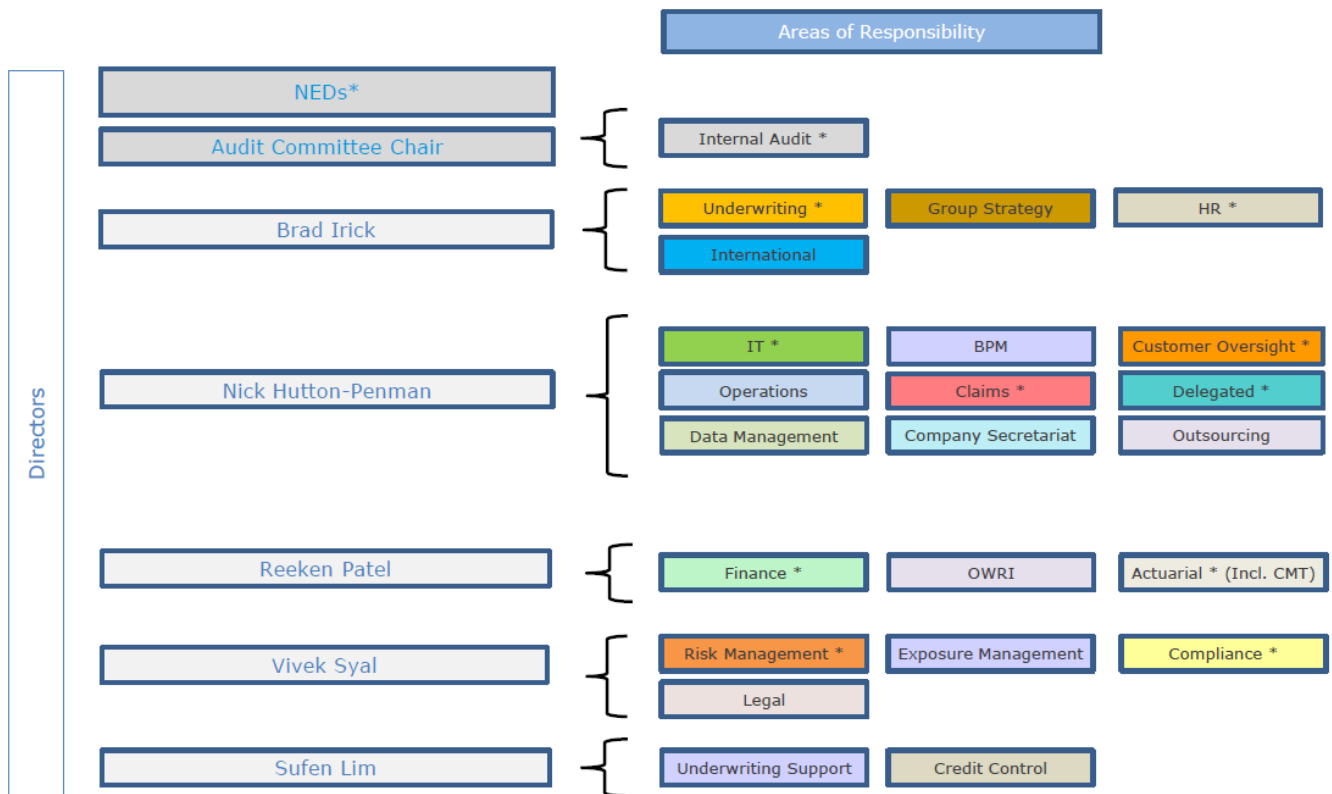 Areas of Responsibility
Directors
NEDs*
Audit Committee Chair
Internal Audit *
Brad Irick
Underwriting *
Group Strategy
HR *
International
Nick Hutton-Penman
IT *
BPM
Customer Oversight *
Operations
Claims *
Delegated *
Data Management
Company Secretariat
Outsourcing
Reeken Patel
Finance *
OWRI
Actuarial * (Incl. CMT)
Vivek Syal
Risk Management *
Exposure Management
Compliance *
Legal
Sufen Lim
Underwriting Support
Credit Control